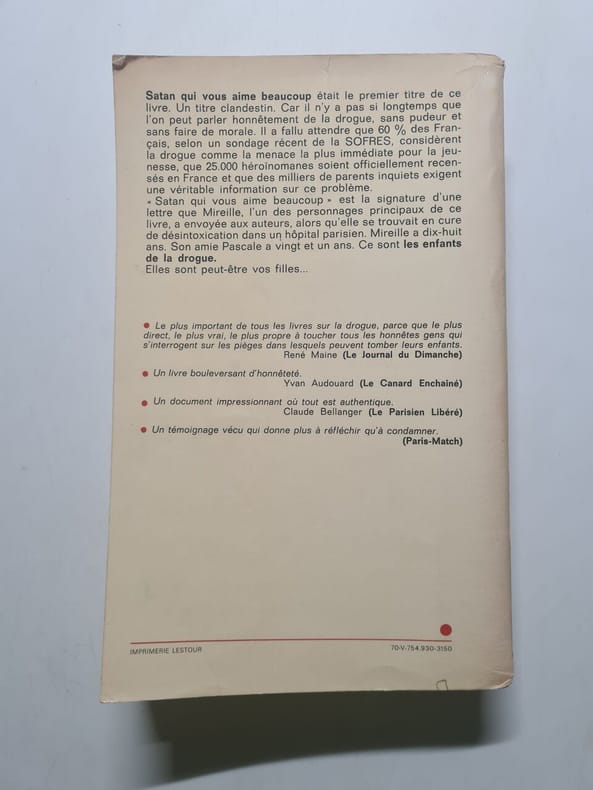 Satan qui vous aime beaucoup était le premier titre de ce
livre. Un titre clandestin. Car il n'y a pas si longtemps que
l'on peut parler honnêtement de la drogue, sans pudeur et
sans faire de morale. Il a fallu attendre que 60 % des Fran-
çais, selon un sondage récent de la SOFRES, considèrent
la drogue comme la menace la plus immédiate pour la jeu-
nesse, que 25.000 héroïnomanes soient officiellement recen-
sés en France et que des milliers de parents inquiets exigent
une véritable information sur ce problème.
« Satan qui vous aime beaucoup » est la signature d'une
lettre que Mireille, l'un des personnages principaux de ce
livre, a envoyée aux auteurs, alors qu'elle se trouvait en cure
de désintoxication dans un hôpital parisien. Mireille a dix-huit
ans. Son amie Pascale a vingt et un ans. Ce sont les enfants
de la drogue.
Elles sont peut-être vos filles...
● Le plus important de tous les livres sur la drogue, parce que le plus
direct, le plus vrai, le plus propre à toucher tous les honnêtes gens qui
s'interrogent sur les pièges dans lesquels peuvent tomber leurs enfants.
René Maine (Le Journal du Dimanche)
● Un livre bouleversant d'honnêteté.
Yvan Audouard (Le Canard Enchaîné)
● Un document impressionnant où tout est authentique.
Claude Bellanger (Le Parisien Libéré)
● Un témoignage vécu qui donne plus à réfléchir qu'à condamner.
(Paris-Match)
IMPRIMERIE LESTOUR 70-V-754.930-3150